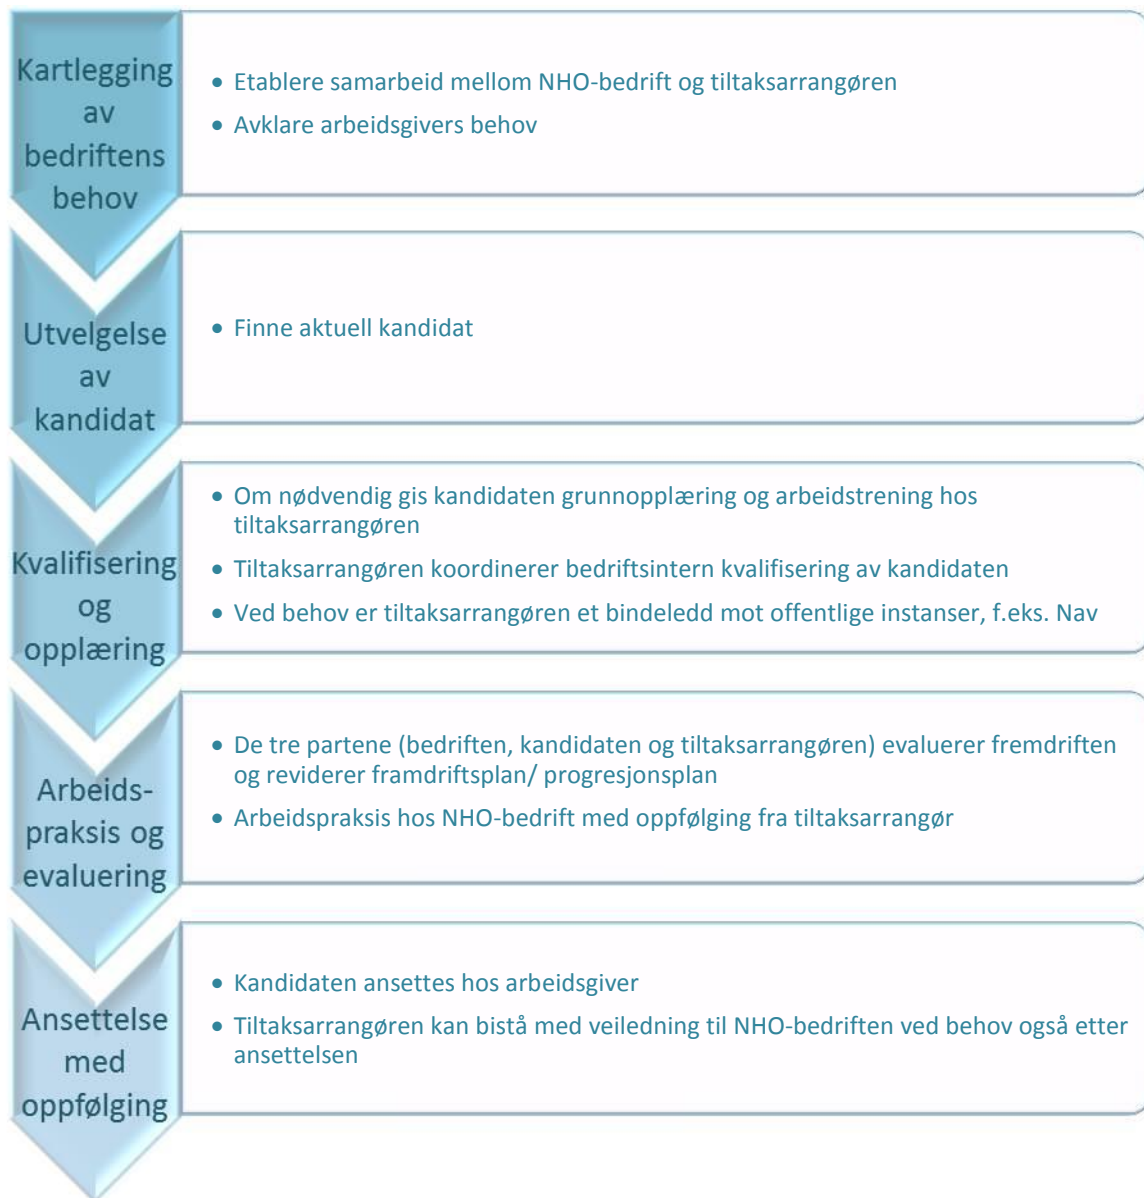 Kartlegging
av
bedriftens
behov
• Etablere samarbeid mellom NHO-bedrift og tiltaksarrangøren
• Avklare arbeidsgivers behov
Utvelgelse
av
kandidat
• Finne aktuell kandidat
Kvalifisering
og
opplæring
• Om nødvendig gis kandidaten grunnopplæring og arbeidstrening hos
tiltaksarrangøren
• Tiltaksarrangøren koordinerer bedriftsintern kvalifisering av kandidaten
• Ved behov er tiltaksarrangøren et bindeledd mot offentlige instanser, f.eks. Nav
Arbeids-
praksis og
evaluering
• De tre partene (bedriften, kandidaten og tiltaksarrangøren) evaluerer fremdriften
og reviderer framdriftsplan/ progresjonsplan
• Arbeidspraksis hos NHO-bedrift med oppfølging fra tiltaksarrangør
Ansettelse
med
oppfølging
• Kandidaten ansettes hos arbeidsgiver
• Tiltaksarrangøren kan bistå med veiledning til NHO-bedriften ved behov også etter
ansettelsen